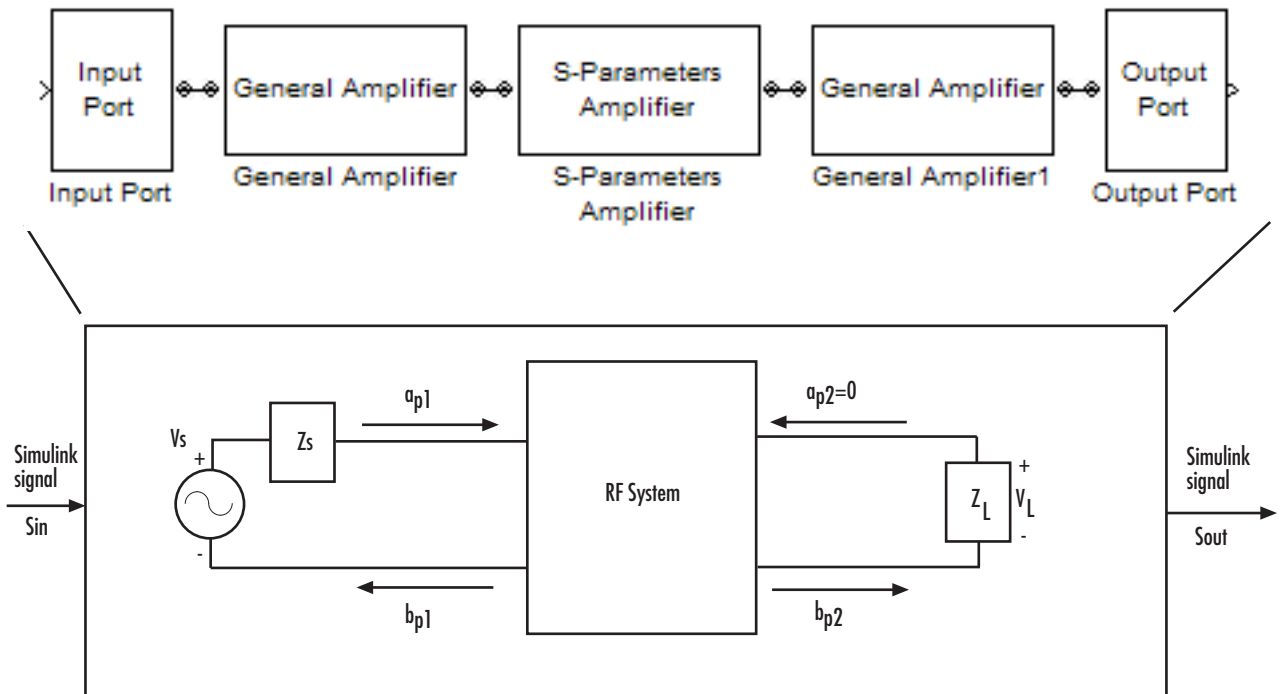 Input
Port
General Amplifier
S-Parameters
Amplifier
General Amplifier
Output
Port
Input Port
General Amplifier
S-Parameters
Amplifier
General Amplifier1
Output Port
Simulink
signal
Sin
Vs
+
-
Zs
ap1
bp1
RF System
ap2=0
bp2
ZL
+
VL
-
Simulink
signal
Sout